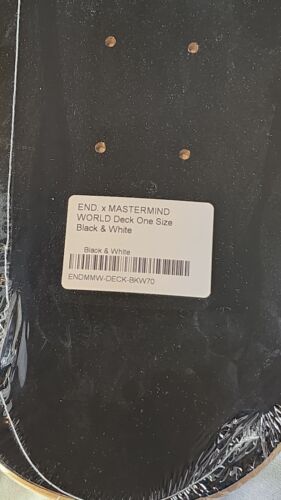 END. x MASTERMIND
WORLD Deck One Size
Black & White
Black & White
ENDMMW-DECK-BKW70